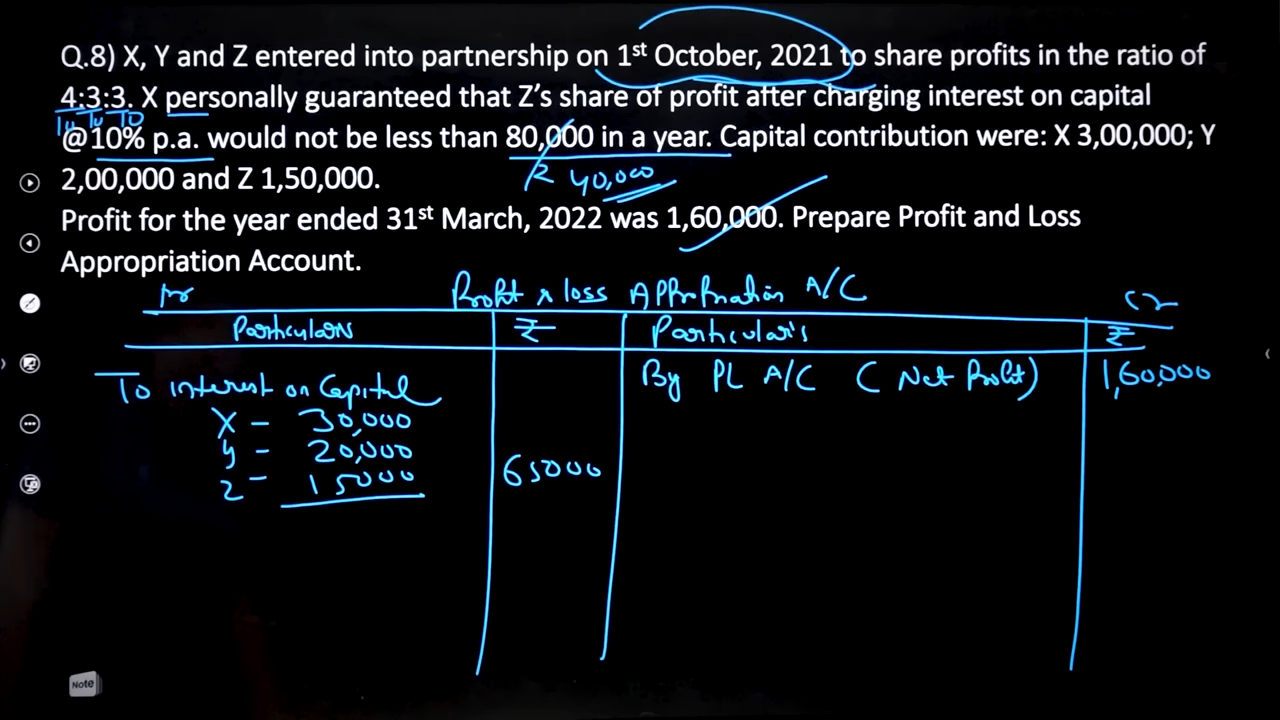 Q.8) X, Y and Z entered into partnership on 1st October, 2021 to share profits in the ratio of
4:3:3. X personally guaranteed that Z's share of profit after charging interest on capital
10 10 10
@10% p.a. would not be less than 80,000 in a year. Capital contribution were: X 3,00,000; Y
2,00,000 and Z 1,50,000.
40,000
Profit for the year ended 31st March, 2022 was 1,60,000. Prepare Profit and Loss
Appropriation Account.
Dr Profit & loss Appropriation A/C Cr
Particulars ₹ Particular's ₹
To interest on Capital By PL A/C ( Net Profit) 1,60,000
X - 30,000
Y - 20,000
Z - 15000 65000
Note